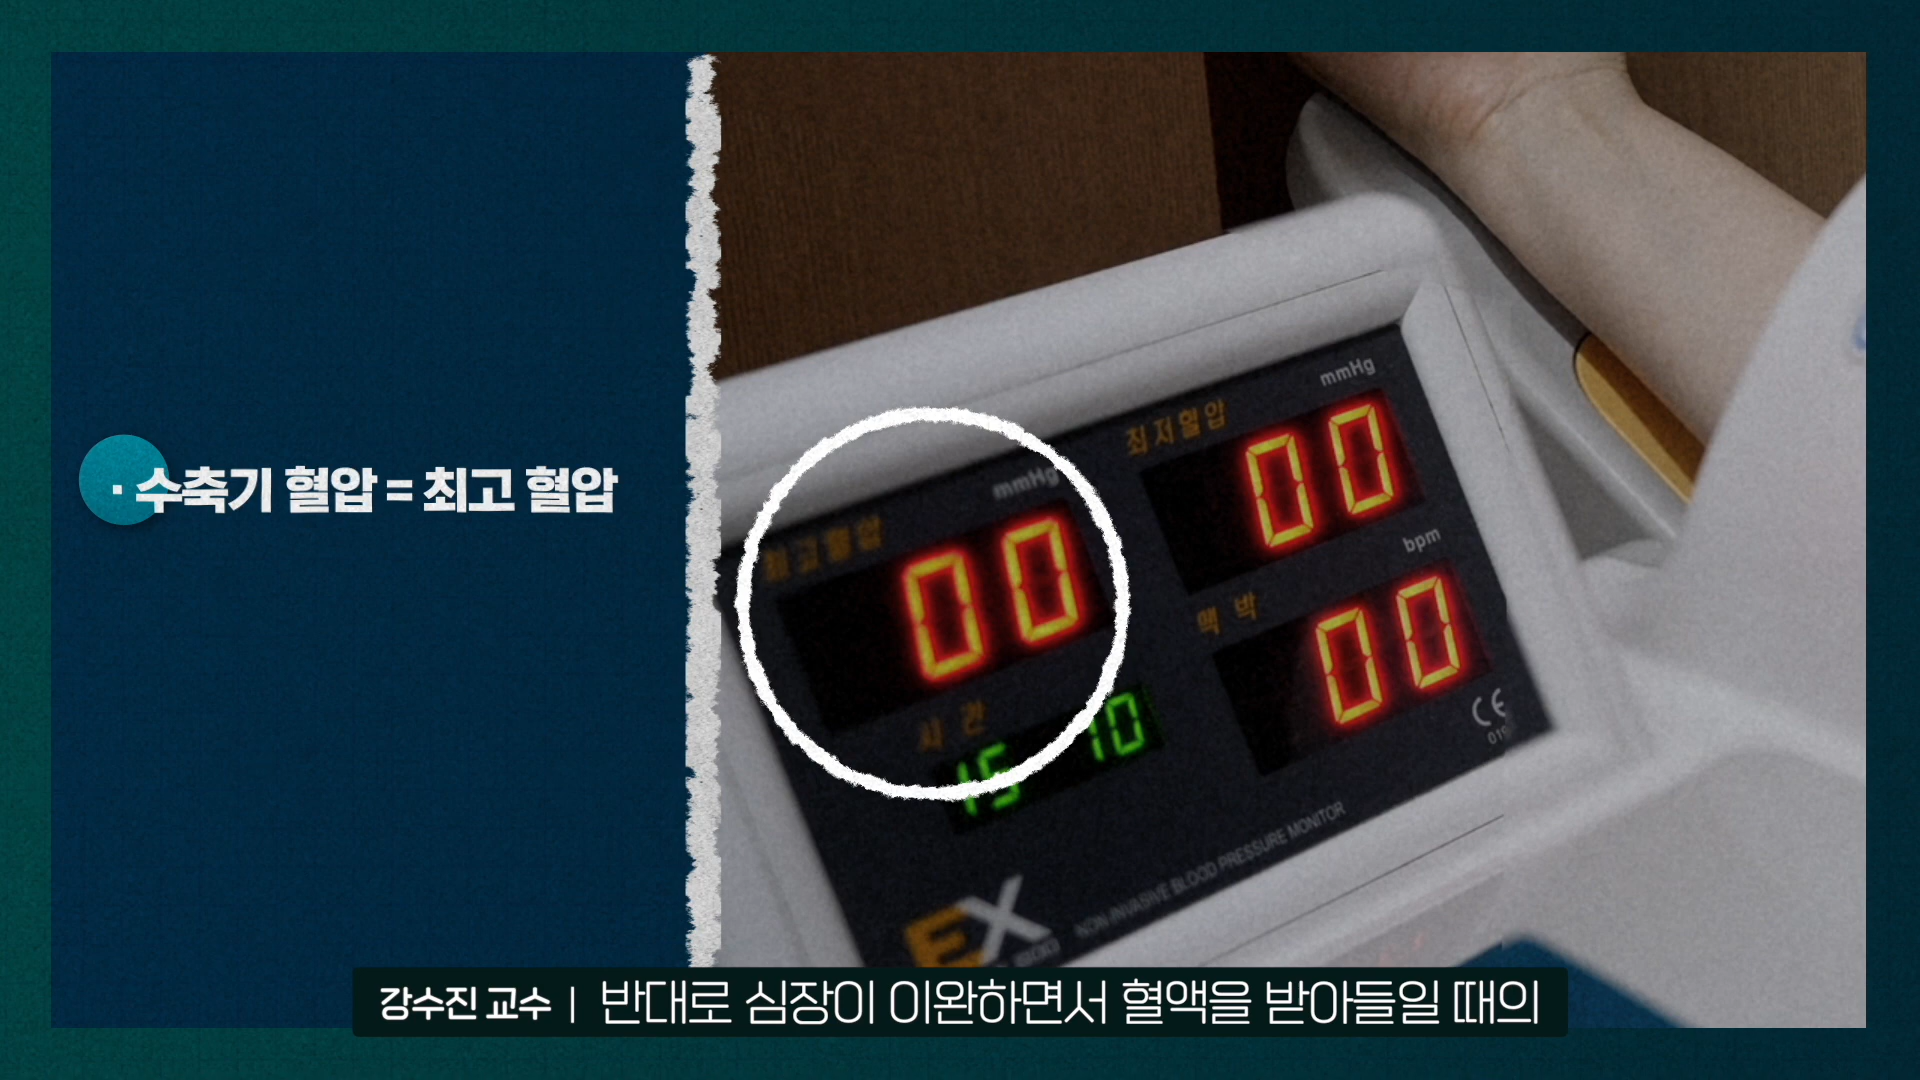 · 수축기 혈압 = 최고 혈압
mmHg
최고혈압
00
mmHg
최저혈압
00
bpm
맥 박
00
시 간
15 10
CE
EX
NON-INVASIVE BLOOD PRESSURE MONITOR
강수진 교수 | 반대로 심장이 이완하면서 혈액을 받아들일 때의